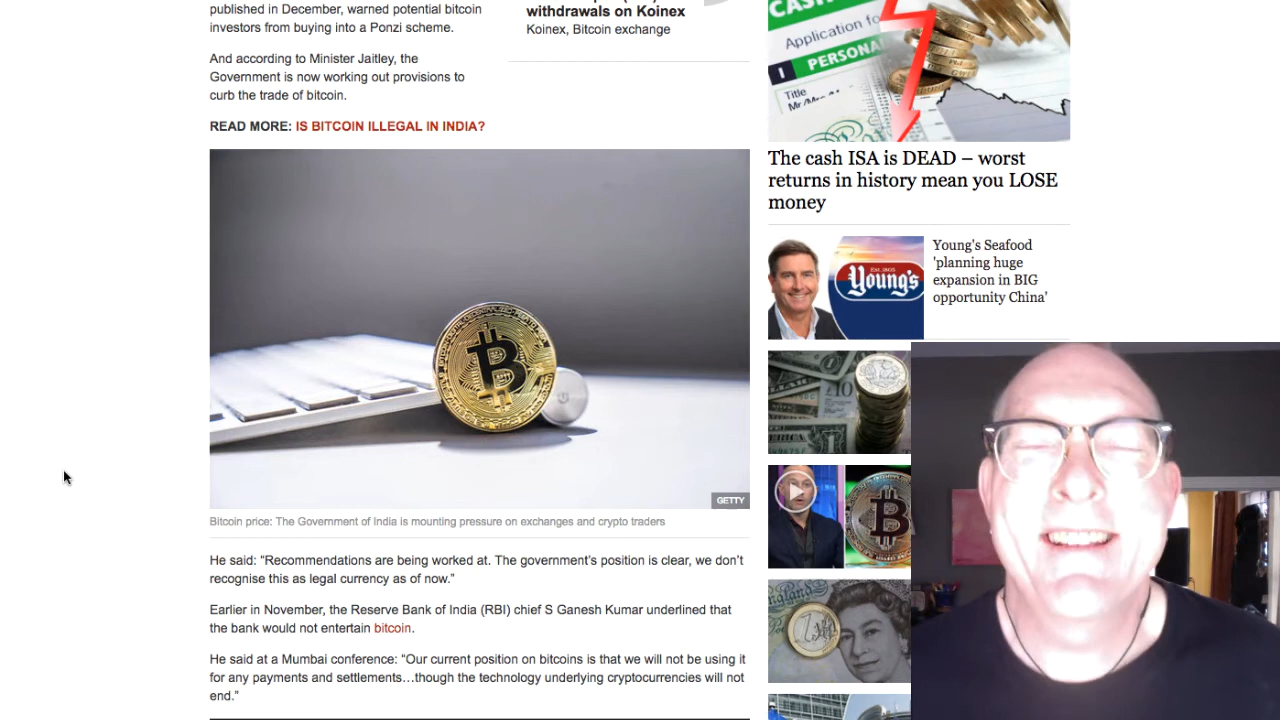 published in December, warned potential bitcoin
investors from buying into a Ponzi scheme.
And according to Minister Jaitley, the
Government is now working out provisions to
curb the trade of bitcoin.
READ MORE: IS BITCOIN ILLEGAL IN INDIA?
withdrawals on Koinex
Koinex, Bitcoin exchange
GETTY
Bitcoin price: The Government of India is mounting pressure on exchanges and crypto traders
He said: “Recommendations are being worked at. The government’s position is clear, we don’t
recognise this as legal currency as of now.”
Earlier in November, the Reserve Bank of India (RBI) chief S Ganesh Kumar underlined that
the bank would not entertain bitcoin.
He said at a Mumbai conference: “Our current position on bitcoins is that we will not be using it
for any payments and settlements…though the technology underlying cryptocurrencies will not
end.”
CASH
Application fo
I PERSONA
Title
The cash ISA is DEAD – worst
returns in history mean you LOSE
money
Est. 1805
Young's
Young's Seafood
'planning huge
expansion in BIG
opportunity China'
£10